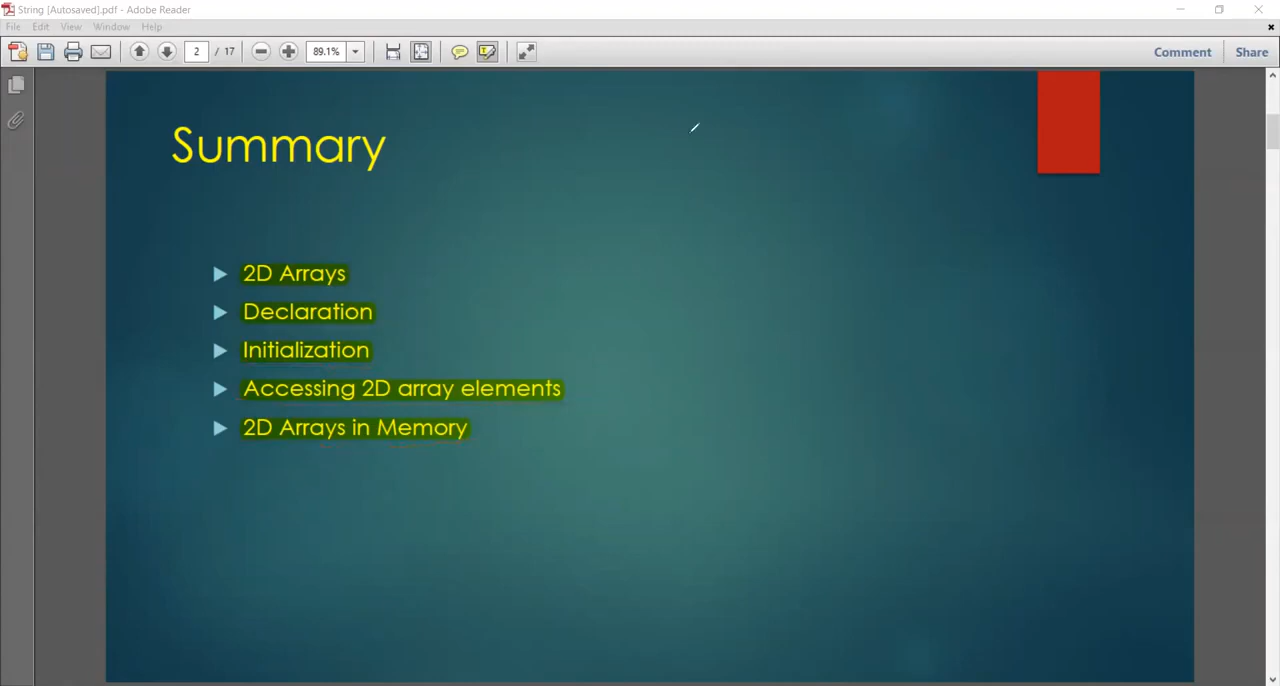 String [Autosaved].pdf - Adobe Reader
File Edit View Window Help
2 / 17 89.1% Comment Share
Summary
2D Arrays
Declaration
Initialization
Accessing 2D array elements
2D Arrays in Memory